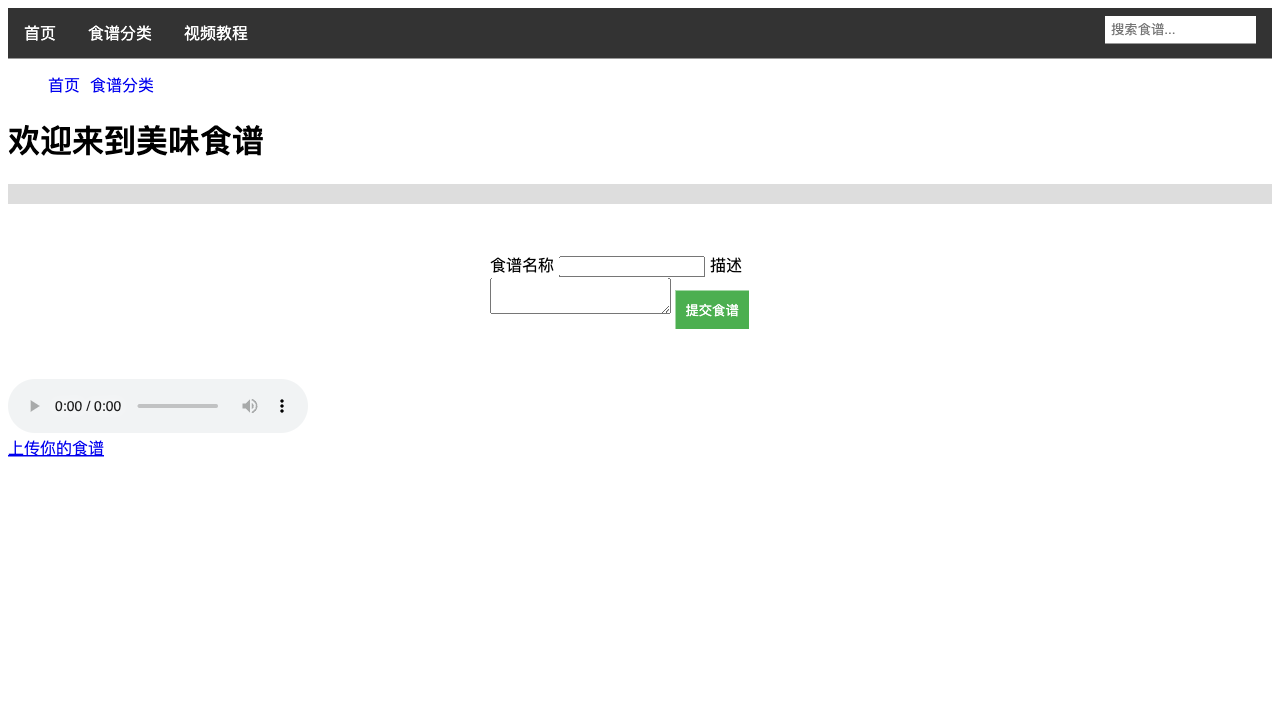 首页 食谱分类 视频教程 搜索食谱...
首页 食谱分类
欢迎来到美味食谱
食谱名称 描述
提交食谱
0:00 / 0:00
上传你的食谱